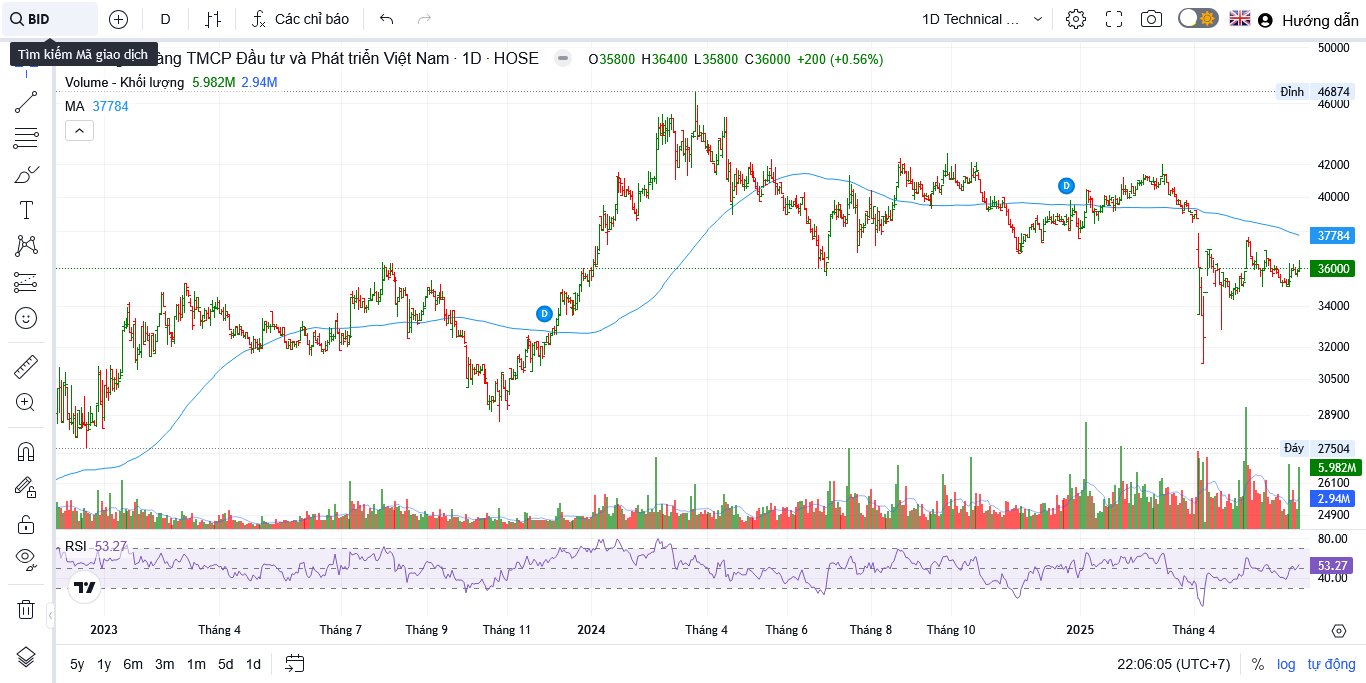 BID D Các chỉ báo 1D Technical ... Hướng dẫn
Tìm kiếm Mã giao dịch
àng TMCP Đầu tư và Phát triển Việt Nam · 1D · HOSE O35800 H36400 L35800 C36000 +200 (+0.56%)
Volume - Khối lượng 5.982M 2.94M
MA 37784
50000
Đỉnh 46874
46000
42000
40000
37784
36000
34000
32000
30500
28900
Đáy 27504
5.982M
26100
2.94M
24900
D
D
RSI 53.27
80.00
53.27
40.00
2023 Tháng 4 Tháng 7 Tháng 9 Tháng 11 2024 Tháng 4 Tháng 6 Tháng 8 Tháng 10 2025 Tháng 4
5y 1y 6m 3m 1m 5d 1d 22:06:05 (UTC+7) % log tự động